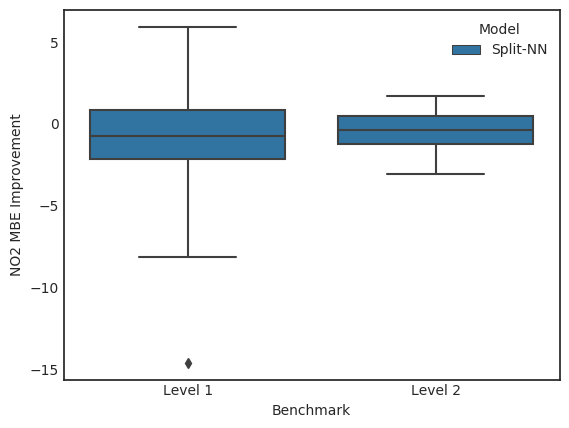 Model
Split-NN
5
0
−5
−10
−15
NO2 MBE Improvement
Level 1
Level 2
Benchmark